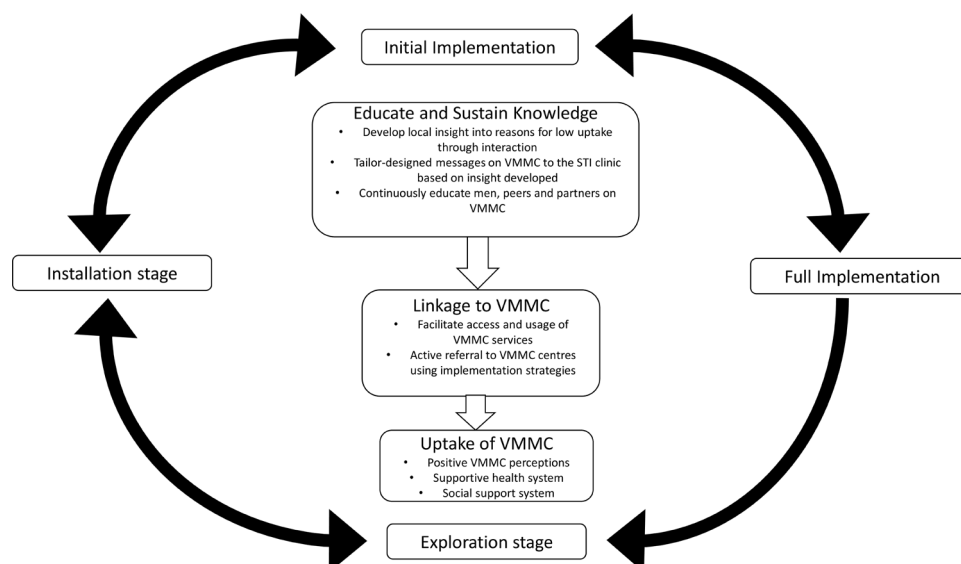 Initial Implementation
Educate and Sustain Knowledge
• Develop local insight into reasons for low uptake
through interaction
• Tailor-designed messages on VMMC to the STI clinic
based on insight developed
• Continuously educate men, peers and partners on
VMMC
Installation stage
Full Implementation
Linkage to VMMC
• Facilitate access and usage of
VMMC services
• Active referral to VMMC centres
using implementation strategies
Uptake of VMMC
• Positive VMMC perceptions
• Supportive health system
• Social support system
Exploration stage